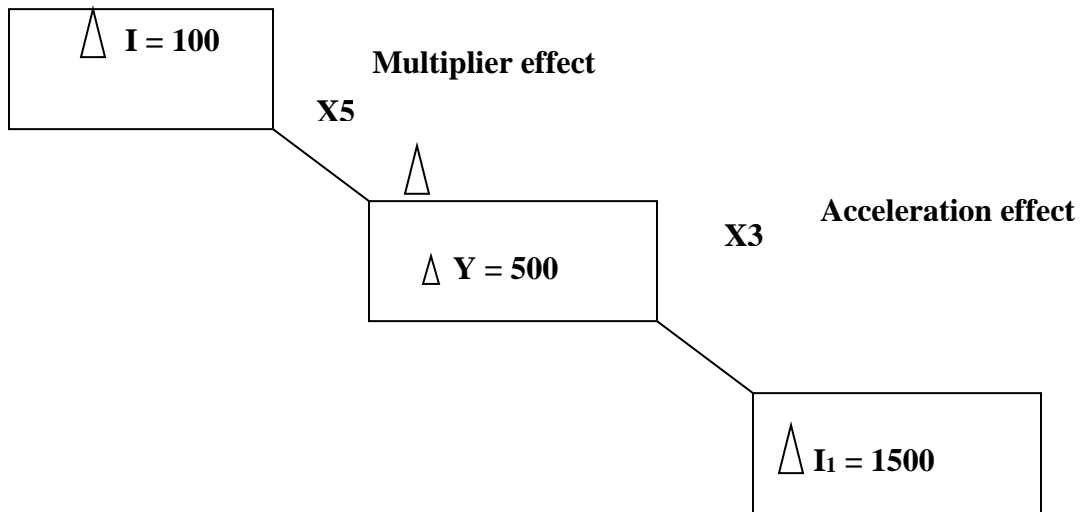 I = 100
Multiplier effect
X5
Acceleration effect
X3
Y = 500
I₁ = 1500